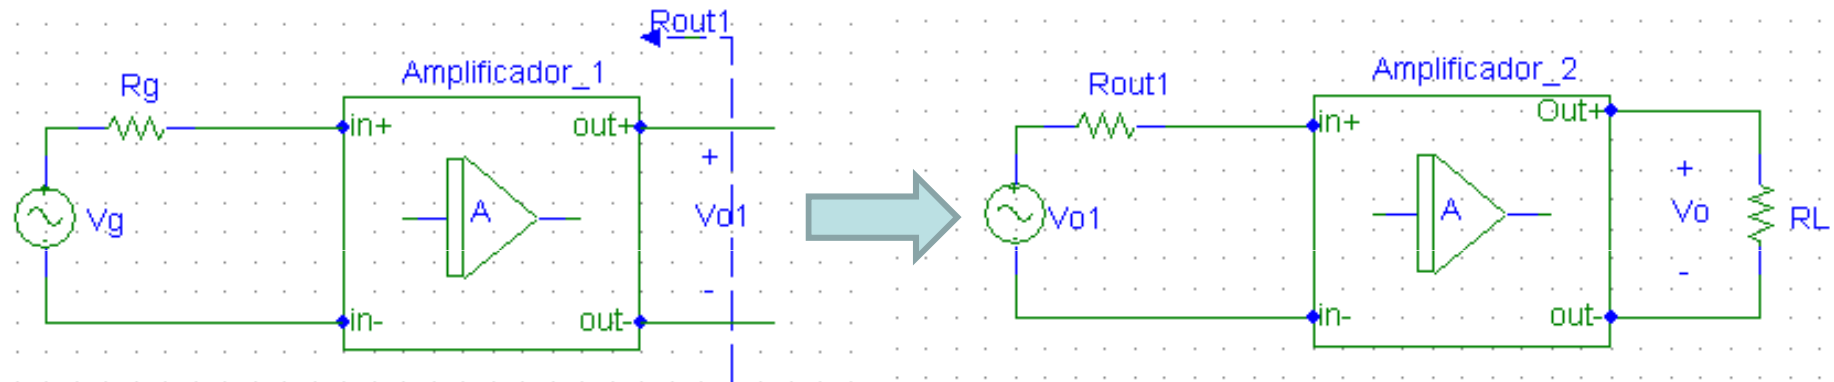 Rout1
Amplificador_1
Rg
in+
out+
+
Vg
A
Vo1
-
in-
out-
Amplificador_2
Rout1
in+
Out+
+
Vo1
A
Vo
RL
-
in-
out-